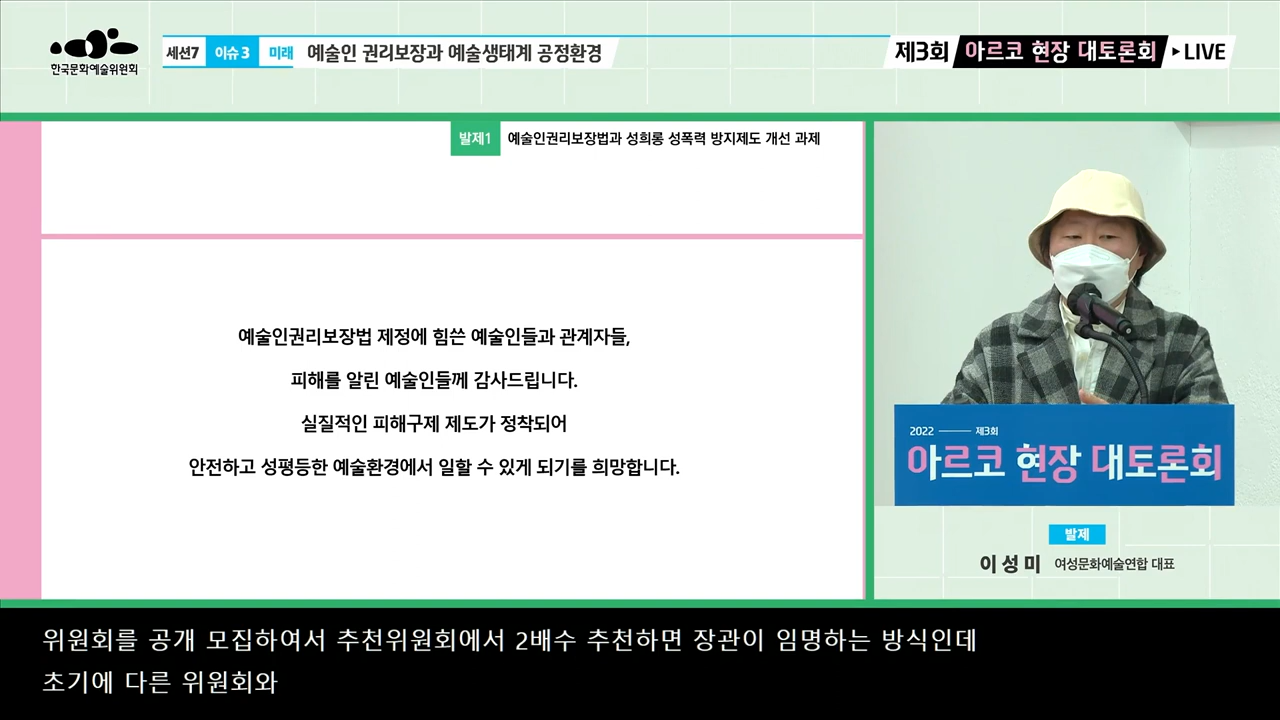 한국문화예술위원회
세션7 이슈 3 미래 예술인 권리보장과 예술생태계 공정환경
제3회 아르코 현장 대토론회 LIVE
발제1 예술인권리보장법과 성희롱 성폭력 방지제도 개선 과제
예술인권리보장법 제정에 힘쓴 예술인들과 관계자들,
피해를 알린 예술인들께 감사드립니다.
실질적인 피해구제 제도가 정착되어
안전하고 성평등한 예술환경에서 일할 수 있게 되기를 희망합니다.
2022 제3회
아르코 현장 대토론회
발제
이성미 여성문화예술연합 대표
위원회를 공개 모집하여서 추천위원회에서 2배수 추천하면 장관이 임명하는 방식인데
초기에 다른 위원회와